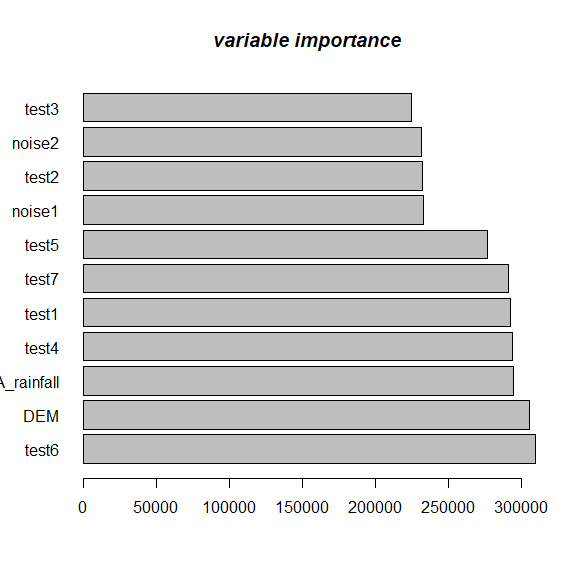 variable importance
test3
noise2
test2
noise1
test5
test7
test1
test4
A_rainfall
DEM
test6
0 50000 100000 150000 200000 250000 300000